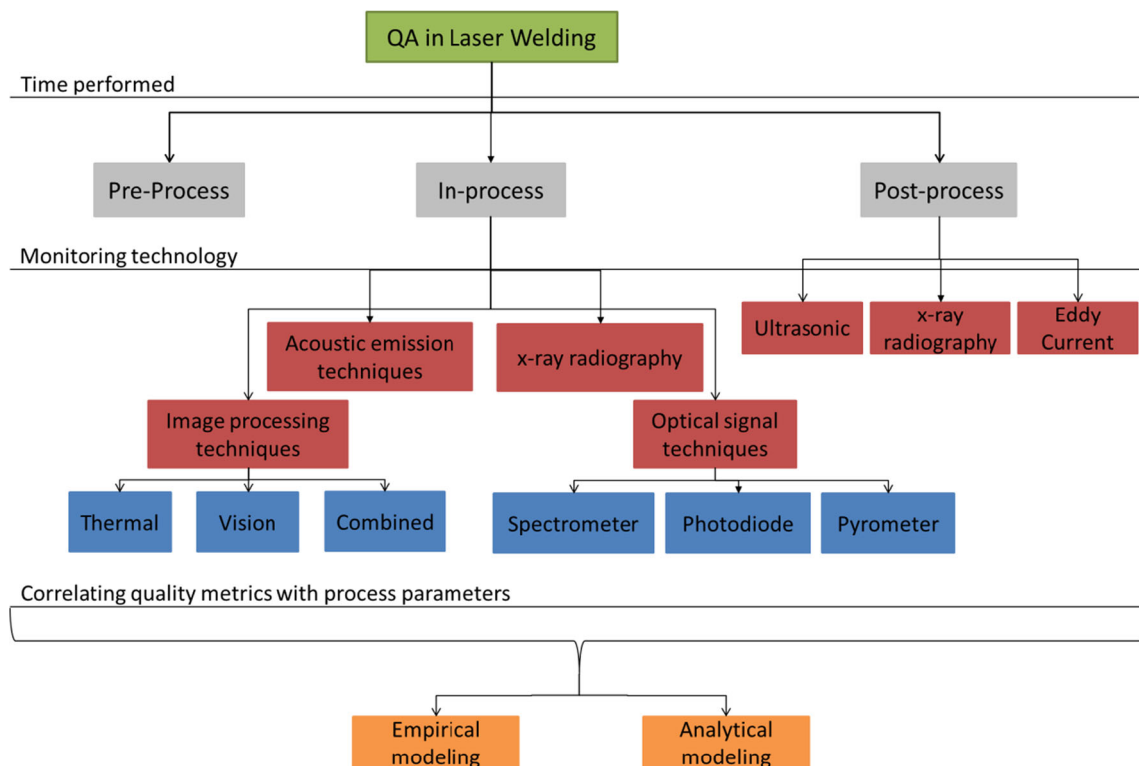 QA in Laser Welding
Time performed
Pre-Process
In-process
Post-process
Monitoring technology
Ultrasonic
x-ray
radiography
Eddy
Current
Acoustic emission
techniques
x-ray radiography
Image processing
techniques
Optical signal
techniques
Thermal
Vision
Combined
Spectrometer
Photodiode
Pyrometer
Correlating quality metrics with process parameters
Empirical
modeling
Analytical
modeling